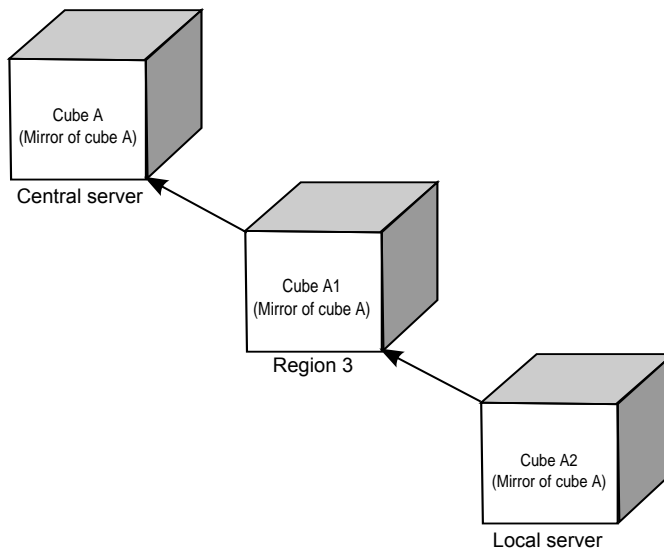 Cube A
(Mirror of cube A)
Central server
Cube A1
(Mirror of cube A)
Region 3
Cube A2
(Mirror of cube A)
Local server